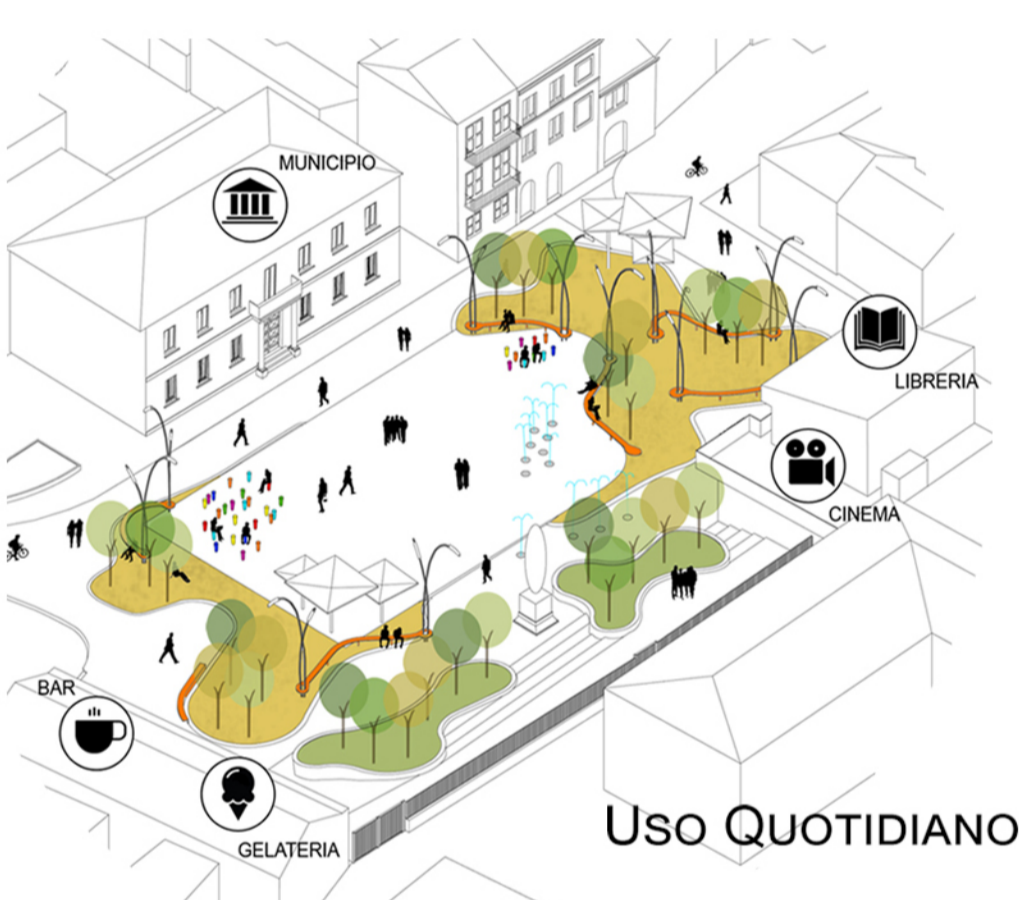 MUNICIPIO
LIBRERIA
CINEMA
BAR
GELATERIA
USO QUOTIDIANO